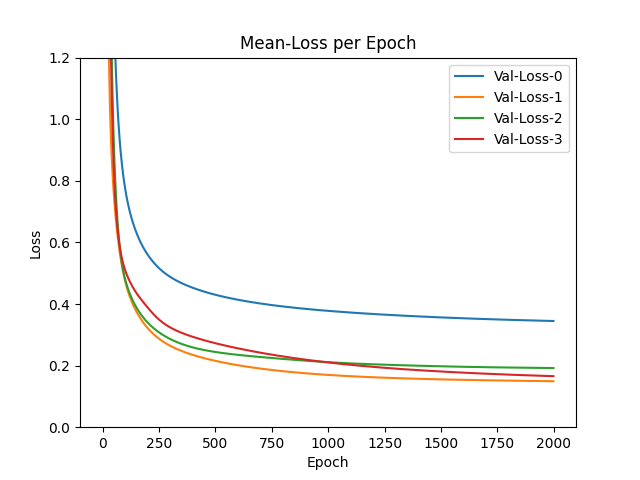 Mean-Loss per Epoch
1.2
1.0
0.8
0.6
0.4
0.2
0.0
Loss
Val-Loss-0
Val-Loss-1
Val-Loss-2
Val-Loss-3
0 250 500 750 1000 1250 1500 1750 2000
Epoch